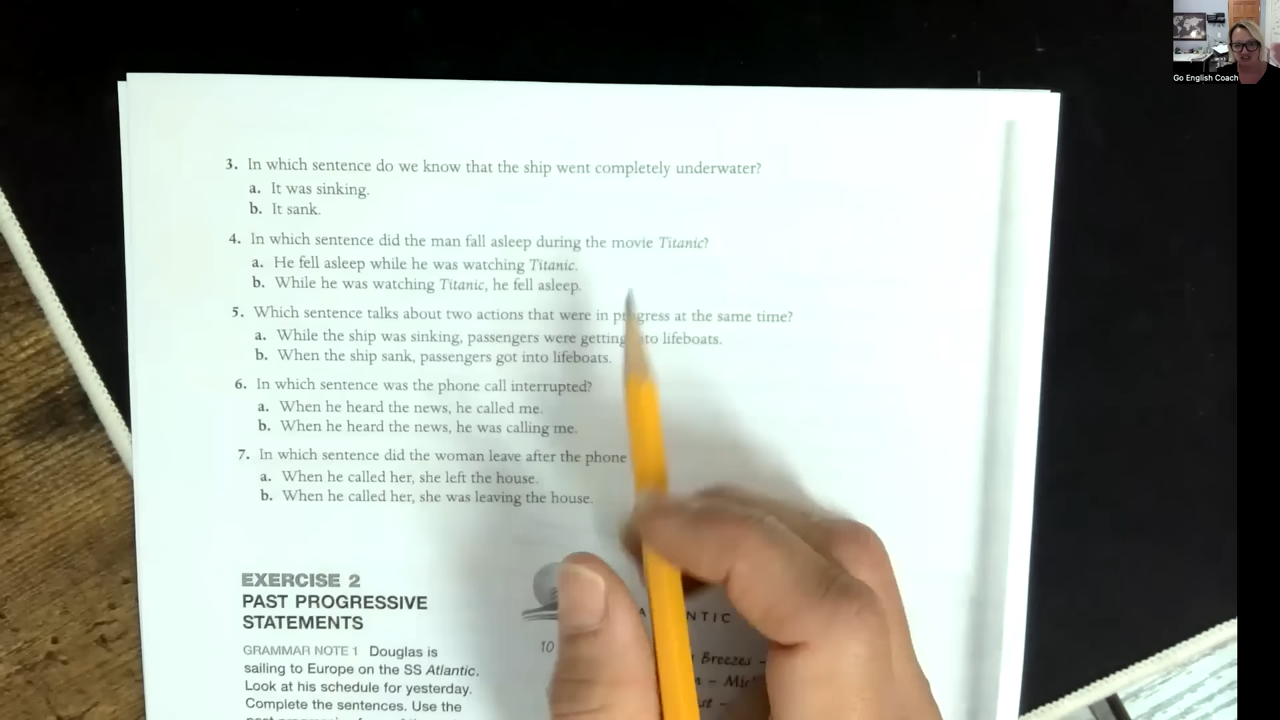 Go English Coach
3. In which sentence do we know that the ship went completely underwater?
a. It was sinking.
b. It sank.
4. In which sentence did the man fall asleep during the movie Titanic?
a. He fell asleep while he was watching Titanic.
b. While he was watching Titanic, he fell asleep.
5. Which sentence talks about two actions that were in progress at the same time?
a. While the ship was sinking, passengers were getting into lifeboats.
b. When the ship sank, passengers got into lifeboats.
6. In which sentence was the phone call interrupted?
a. When he heard the news, he called me.
b. When he heard the news, he was calling me.
7. In which sentence did the woman leave after the phone
a. When he called her, she left the house.
b. When he called her, she was leaving the house.
EXERCISE 2
PAST PROGRESSIVE
STATEMENTS
GRAMMAR NOTE 1 Douglas is
sailing to Europe on the SS Atlantic.
Look at his schedule for yesterday.
Complete the sentences. Use the
NTIC
10
Breezes –